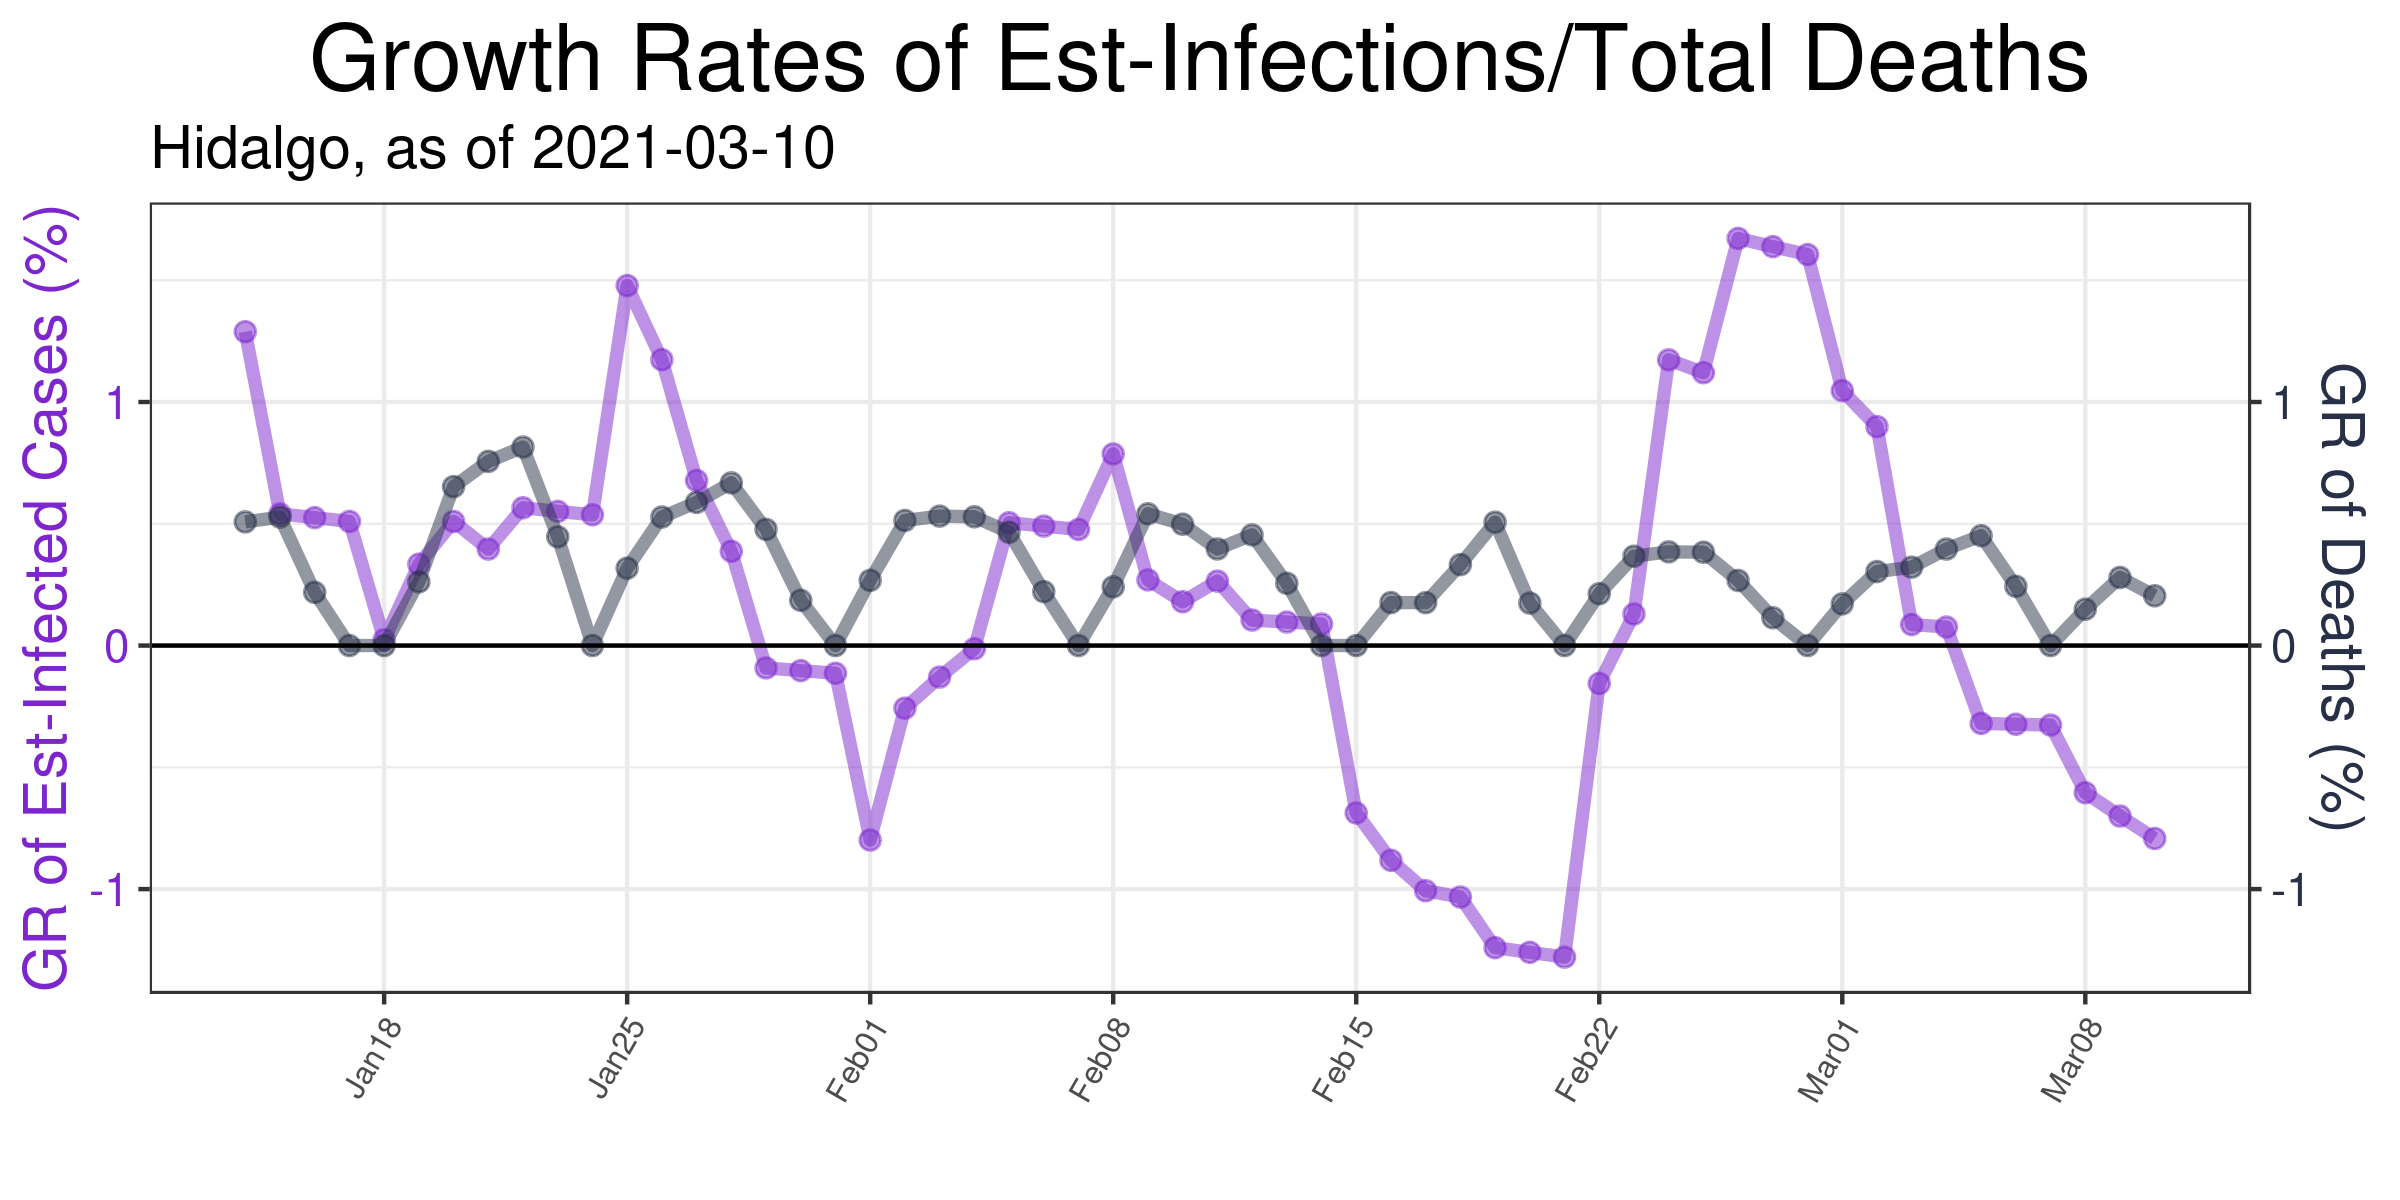 Growth Rates of Est-Infections/Total Deaths
Hidalgo, as of 2021-03-10
GR of Est-Infected Cases (%)
1
0
-1
1
0
-1
GR of Deaths (%)
Jan18
Jan25
Feb01
Feb08
Feb15
Feb22
Mar01
Mar08